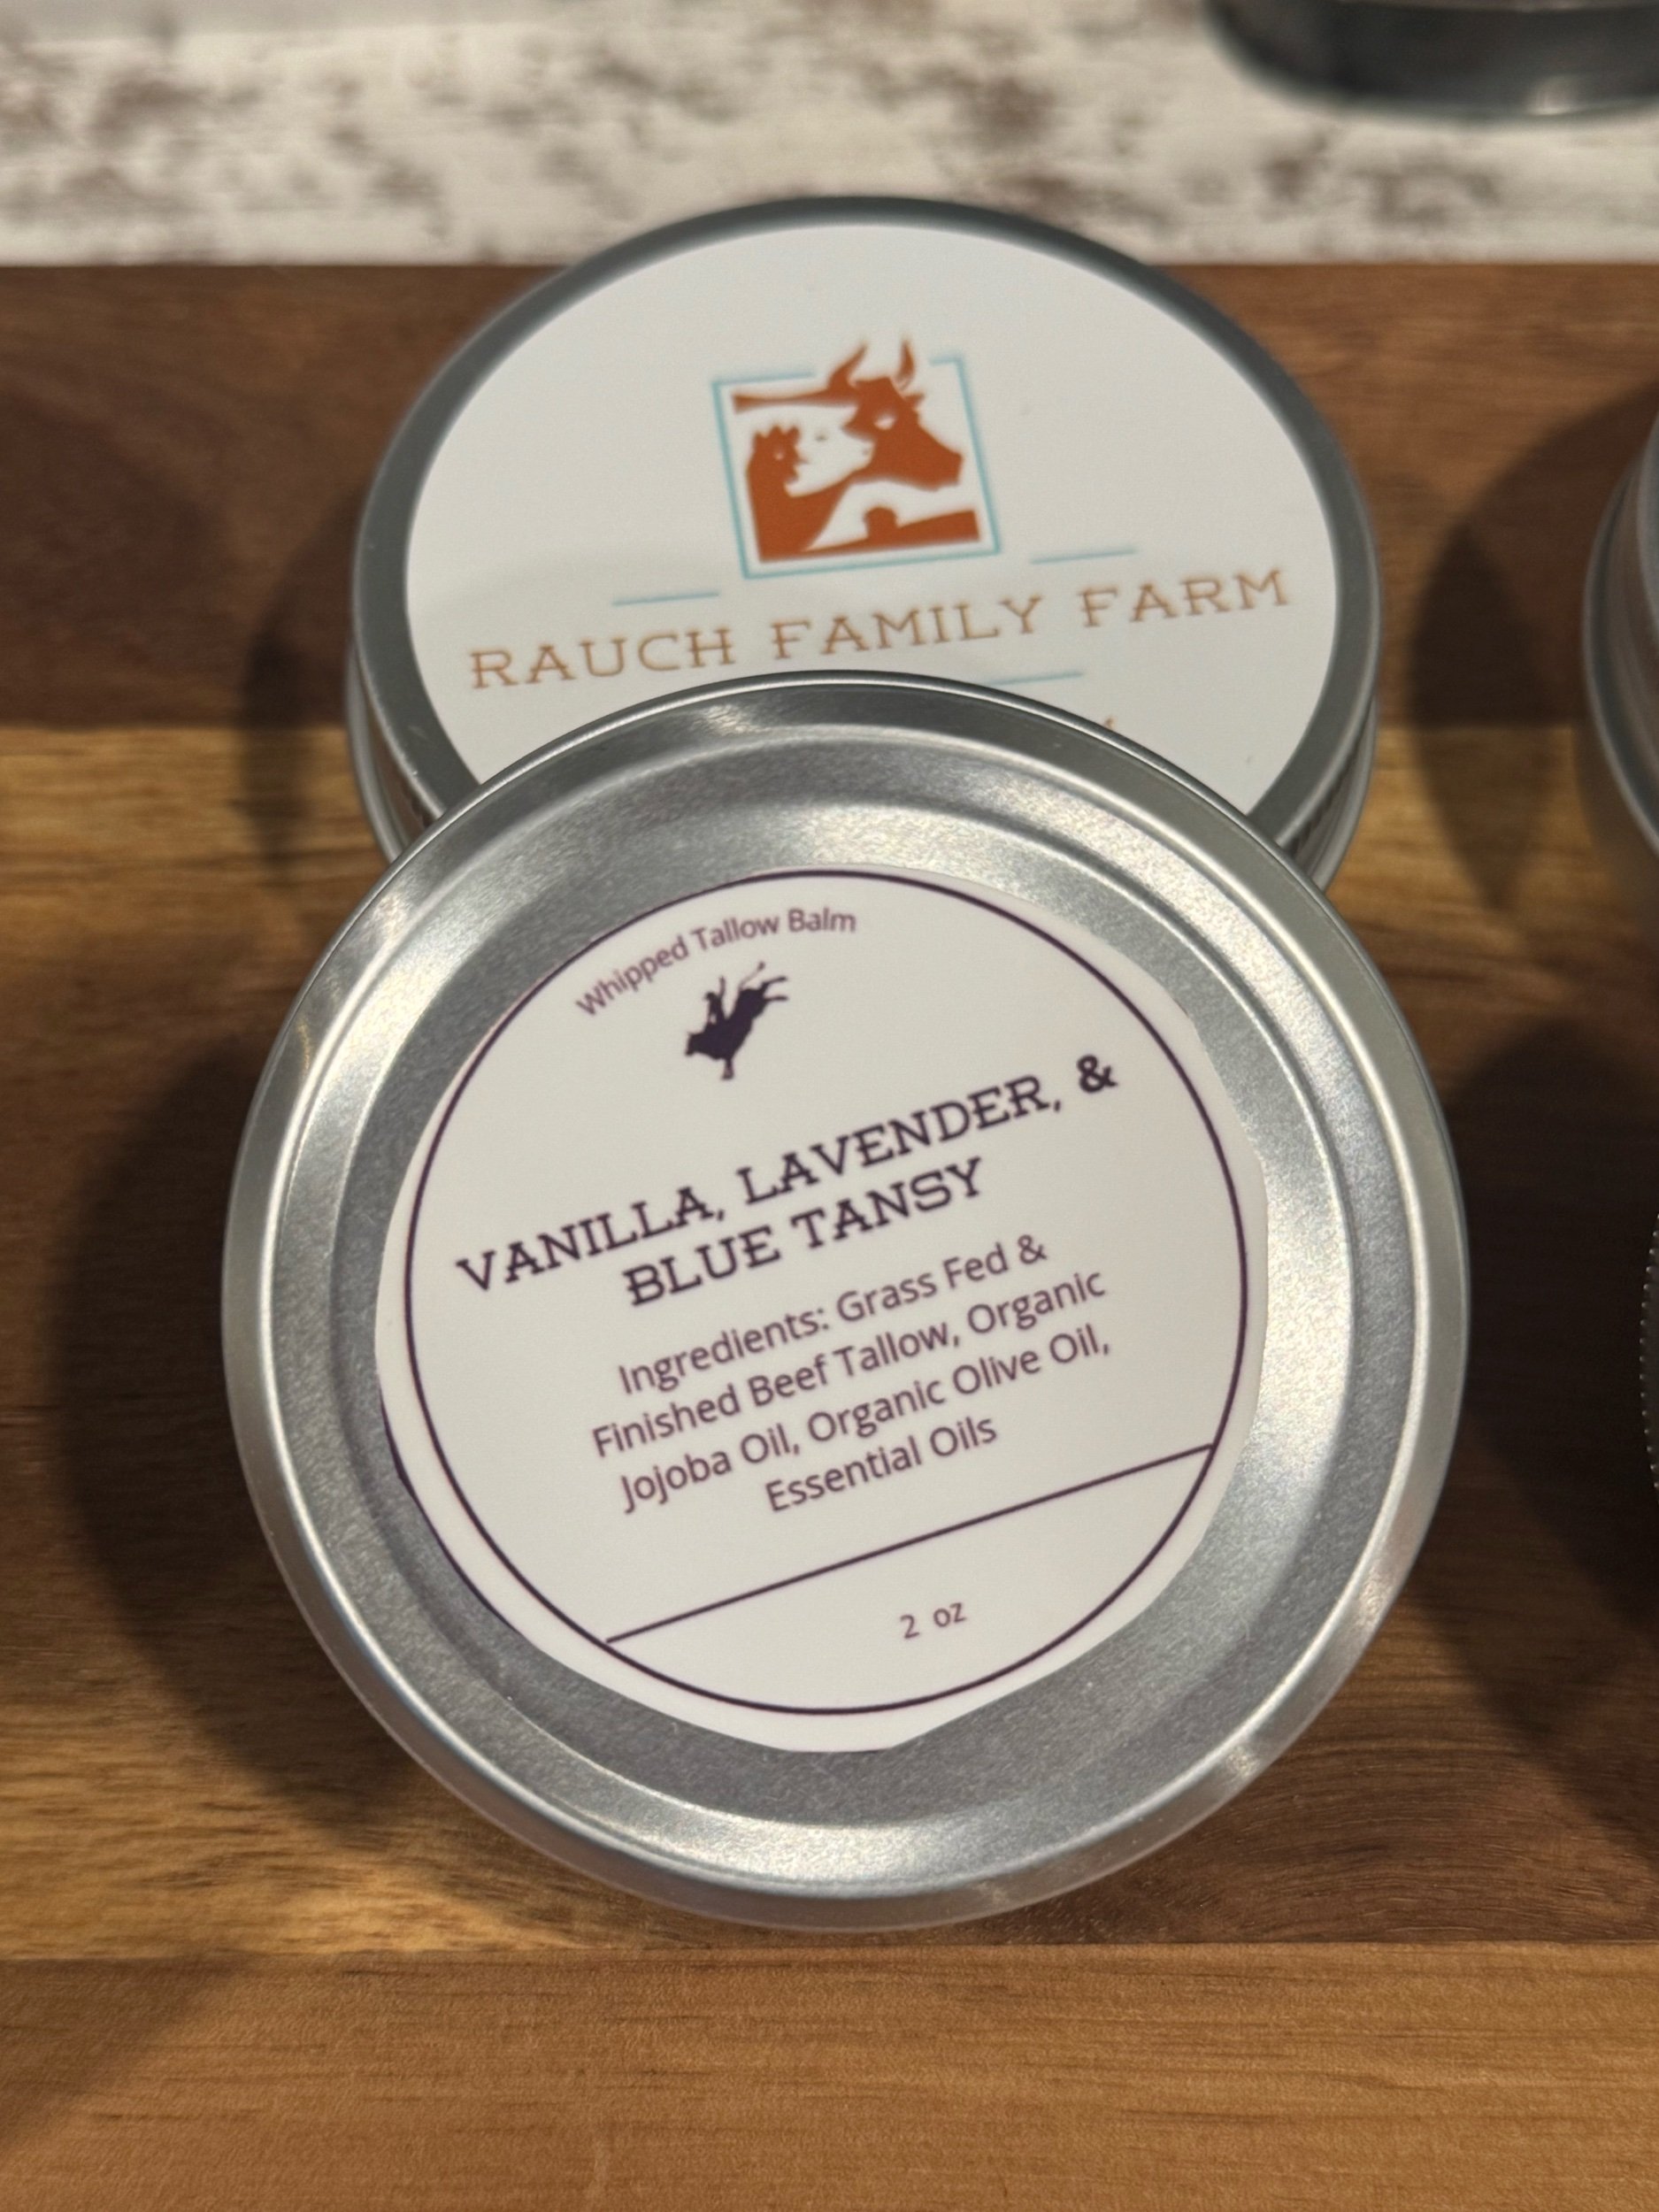 RAUCH FAMILY FARM
Whipped Tallow Balm
VANILLA, LAVENDER, &
BLUE TANSY
Ingredients: Grass Fed &
Finished Beef Tallow, Organic
Jojoba Oil, Organic Olive Oil,
Essential Oils
2 oz